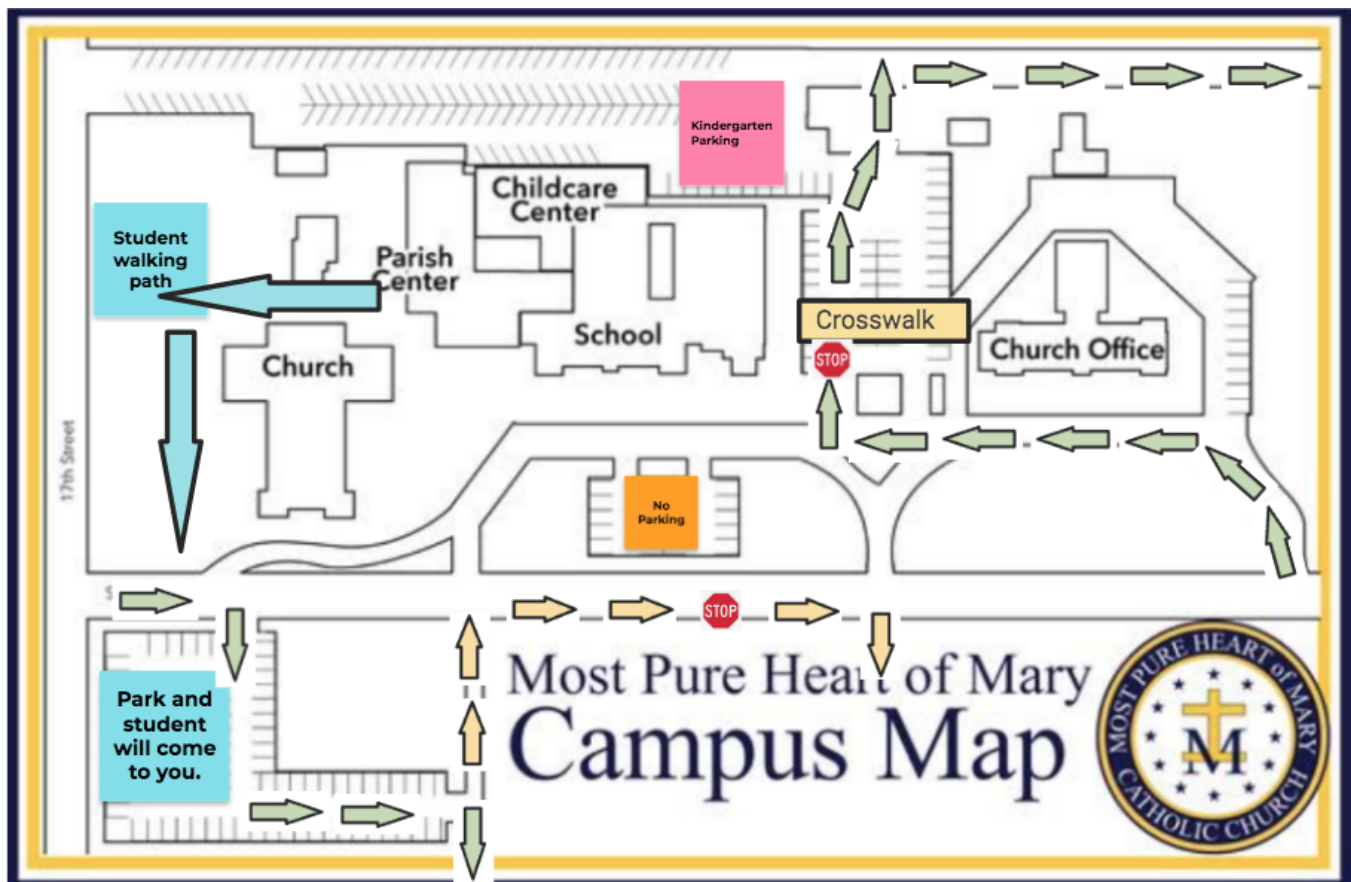 Kindergarten
Parking
Childcare
Center
Student
walking
path
Parish
Center
Crosswalk
School
STOP
Church Office
Church
17th Street
No
Parking
STOP
Park and
student
will come
to you.
Most Pure Heart of Mary
Campus Map
MOST PURE HEART of MARY
M
CATHOLIC CHURCH